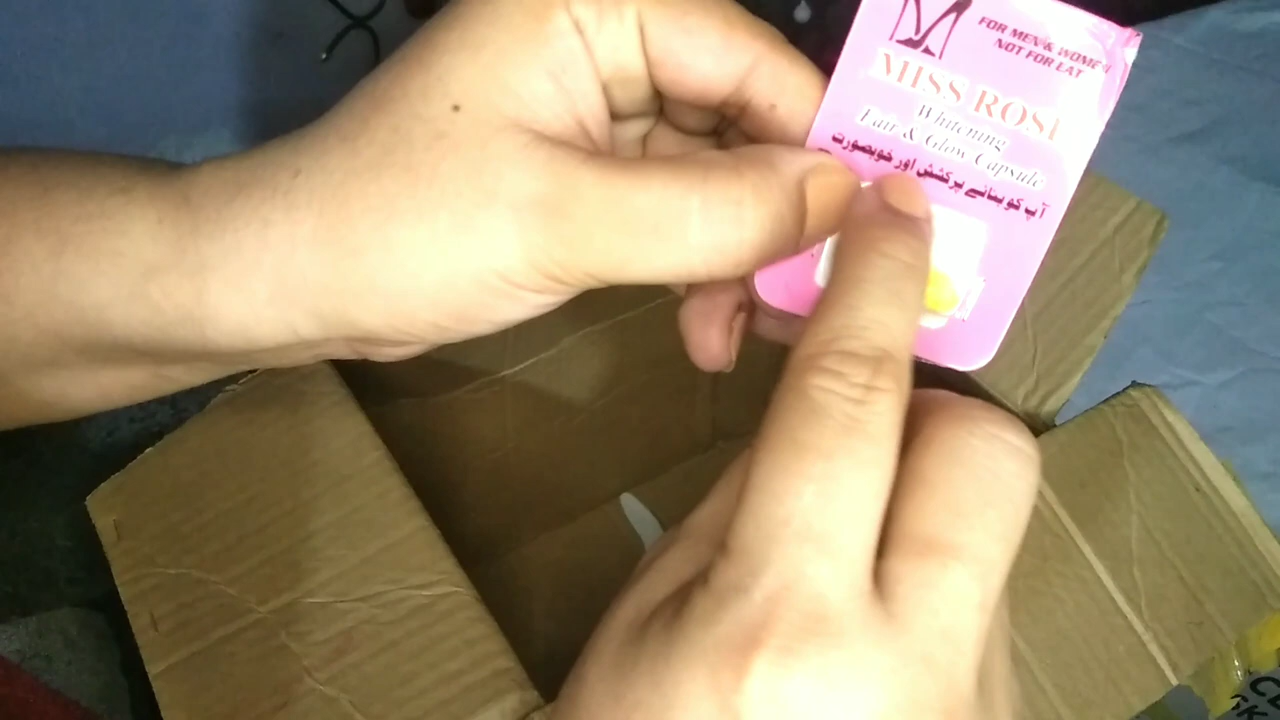 FOR MEN & WOMEN
NOT FOR EAT
MISS ROSE
Whitening
Fair & Glow Capsule
آپ کو بنائے پرکشش اور خوبصورت